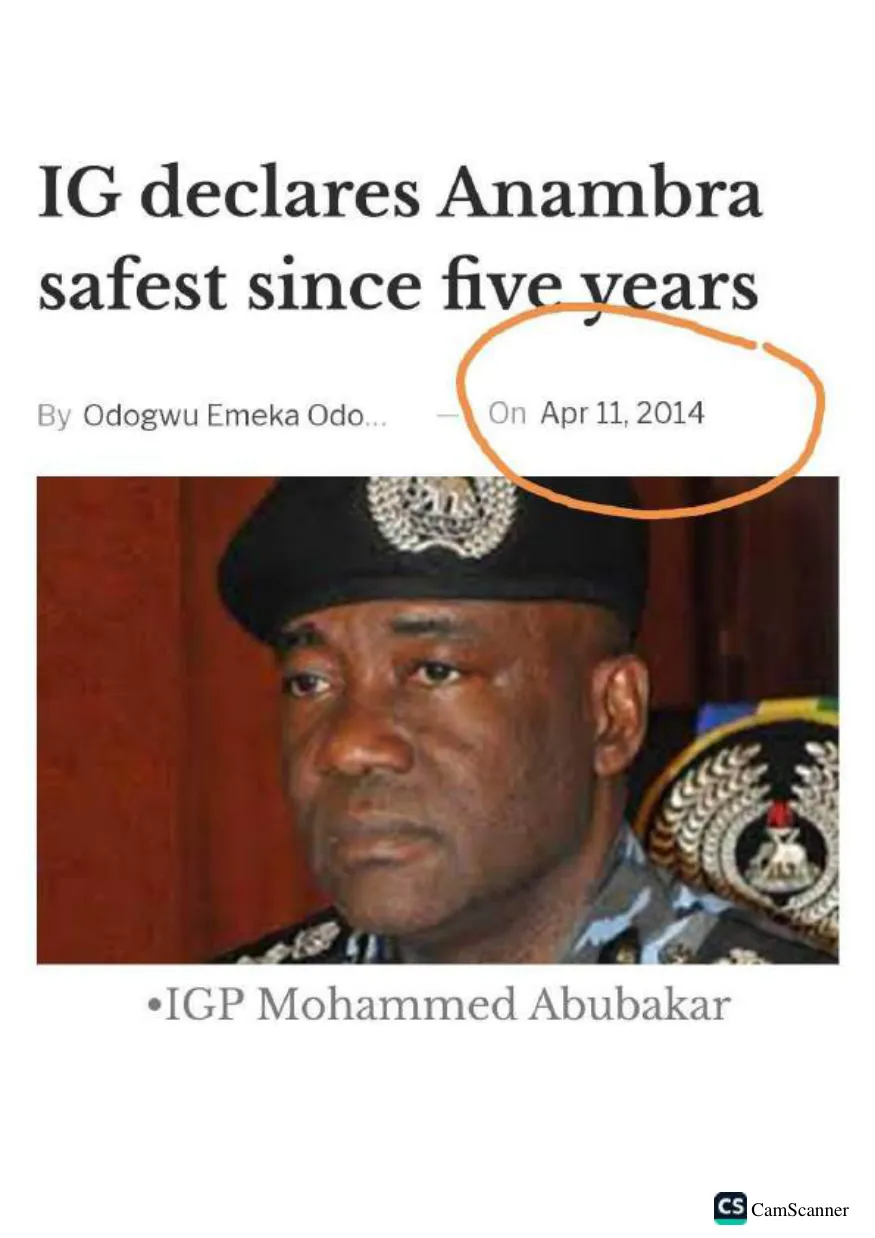 IG declares Anambra
safest since five years
By Odogwu Emeka Odo... — On Apr 11, 2014
•IGP Mohammed Abubakar
CS CamScanner